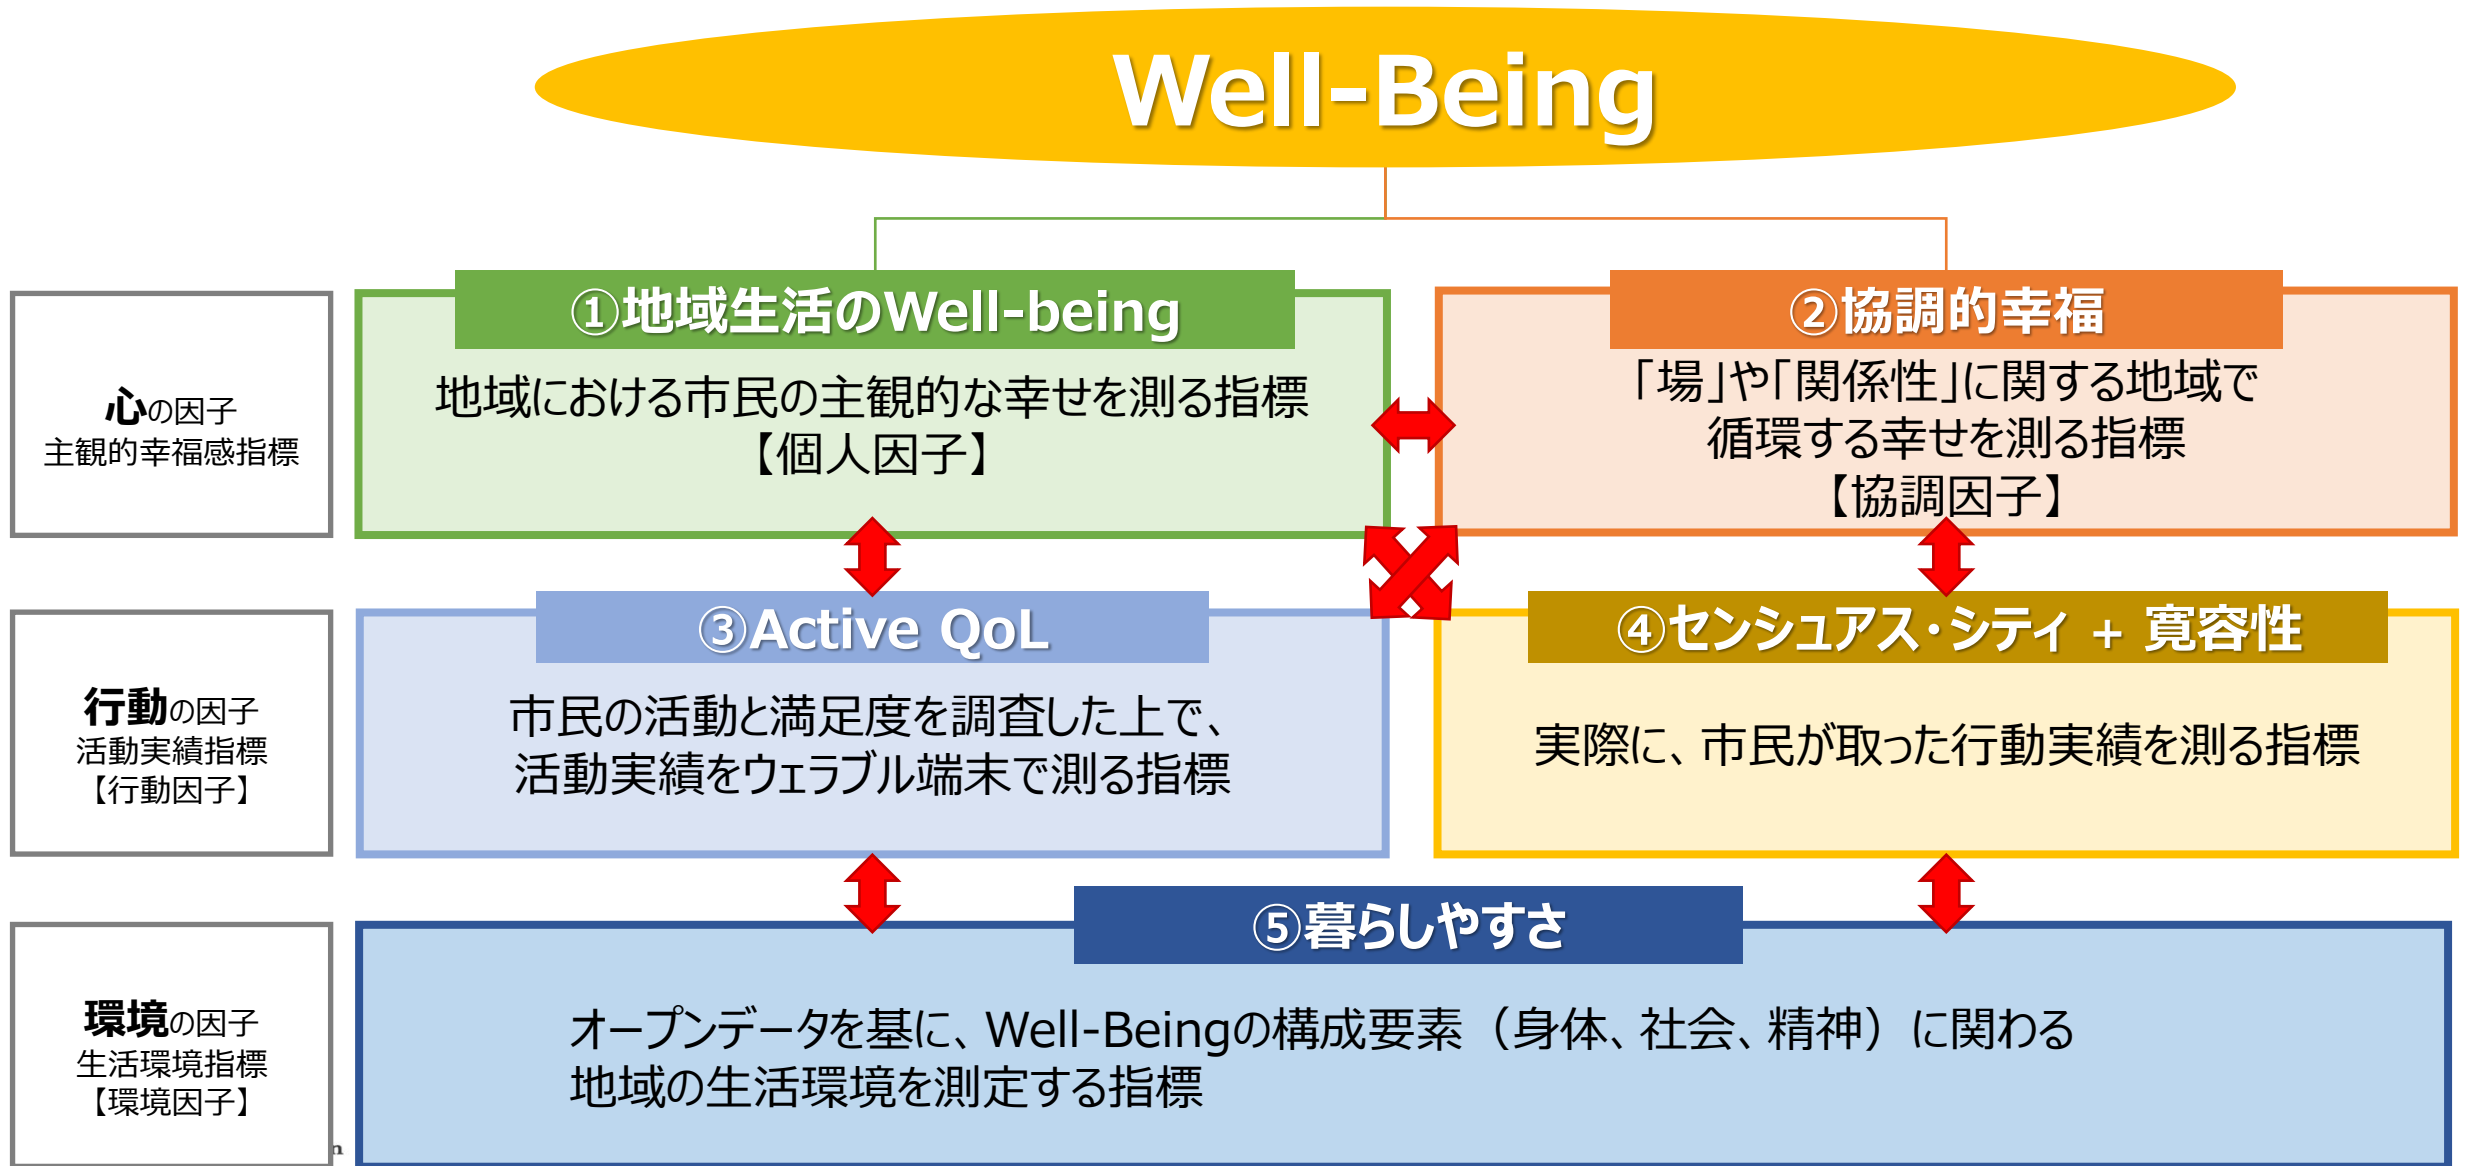 Well-Being
①地域生活のWell-being
②協調的幸福
心の因子
主観的幸福感指標
地域における市民の主観的な幸せを測る指標
【個人因子】
「場」や「関係性」に関する地域で
循環する幸せを測る指標
【協調因子】
③Active QoL
④センシュアス・シティ + 寛容性
行動の因子
活動実績指標
【行動因子】
市民の活動と満足度を調査した上で、
活動実績をウェラブル端末で測る指標
実際に、市民が取った行動実績を測る指標
⑤暮らしやすさ
環境の因子
生活環境指標
【環境因子】
オープンデータを基に、Well-Beingの構成要素（身体、社会、精神）に関わる
地域の生活環境を測定する指標